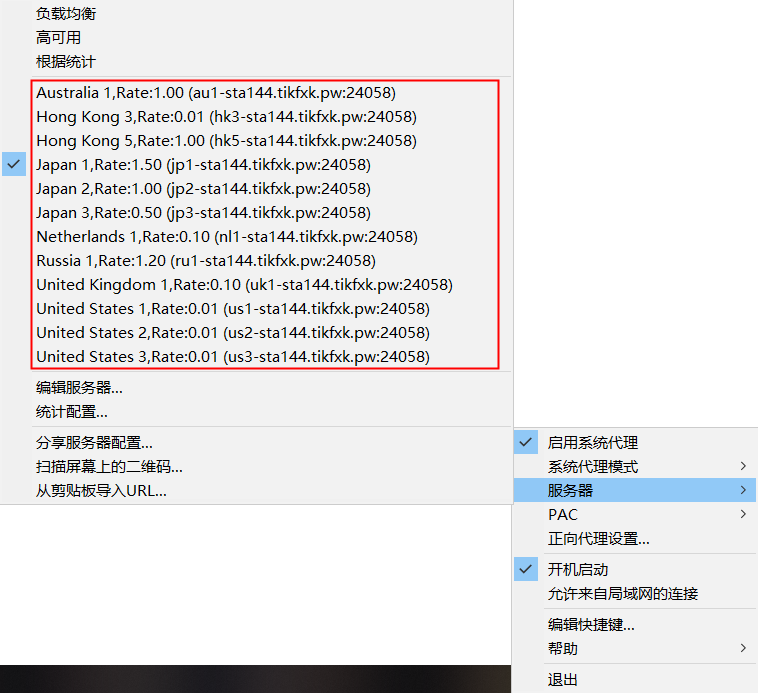 负载均衡
高可用
根据统计
Australia 1,Rate:1.00 (au1-sta144.tikfxk.pw:24058)
Hong Kong 3,Rate:0.01 (hk3-sta144.tikfxk.pw:24058)
Hong Kong 5,Rate:1.00 (hk5-sta144.tikfxk.pw:24058)
Japan 1,Rate:1.50 (jp1-sta144.tikfxk.pw:24058)
Japan 2,Rate:1.00 (jp2-sta144.tikfxk.pw:24058)
Japan 3,Rate:0.50 (jp3-sta144.tikfxk.pw:24058)
Netherlands 1,Rate:0.10 (nl1-sta144.tikfxk.pw:24058)
Russia 1,Rate:1.20 (ru1-sta144.tikfxk.pw:24058)
United Kingdom 1,Rate:0.10 (uk1-sta144.tikfxk.pw:24058)
United States 1,Rate:0.01 (us1-sta144.tikfxk.pw:24058)
United States 2,Rate:0.01 (us2-sta144.tikfxk.pw:24058)
United States 3,Rate:0.01 (us3-sta144.tikfxk.pw:24058)
编辑服务器...
统计配置...
分享服务器配置...
扫描屏幕上的二维码...
从剪贴板导入URL...
启用系统代理
系统代理模式
服务器
PAC
正向代理设置...
开机启动
允许来自局域网的连接
编辑快捷键...
帮助
退出